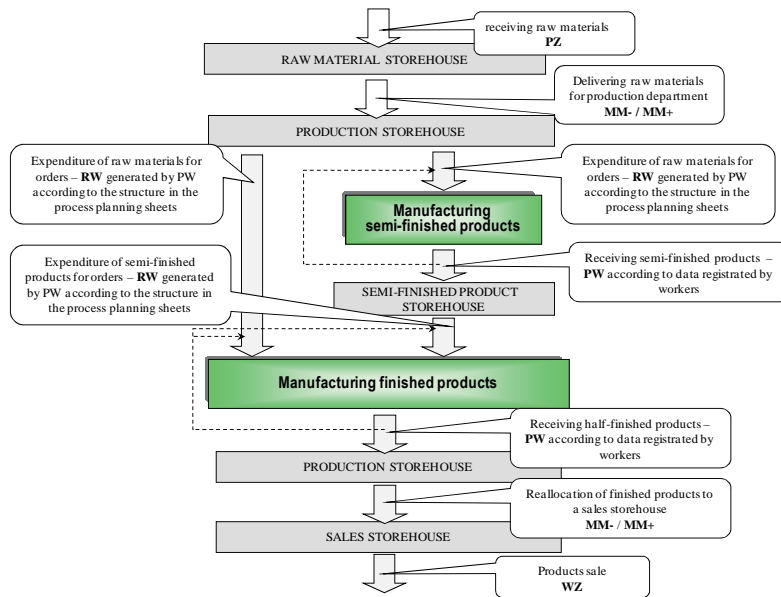 receiving raw materials
PZ
RAW MATERIAL STOREHOUSE
Delivering raw materials
for production department
MM- / MM+
PRODUCTION STOREHOUSE
Expenditure of raw materials for
orders – RW generated by PW
according to the structure in the
process planning sheets
Expenditure of raw materials for
orders – RW generated by PW
according to the structure in the
process planning sheets
Manufacturing
semi-finished products
Expenditure of semi-finished
products for orders – RW generated
by PW according to the structure in
the process planning sheets
Receiving semi-finished products –
PW according to data registrated by
workers
SEMI-FINISHED PRODUCT
STOREHOUSE
Manufacturing finished products
Receiving half-finished products –
PW according to data registrated by
workers
PRODUCTION STOREHOUSE
Reallocation of finished products to
a sales storehouse
MM- / MM+
SALES STOREHOUSE
Products sale
WZ